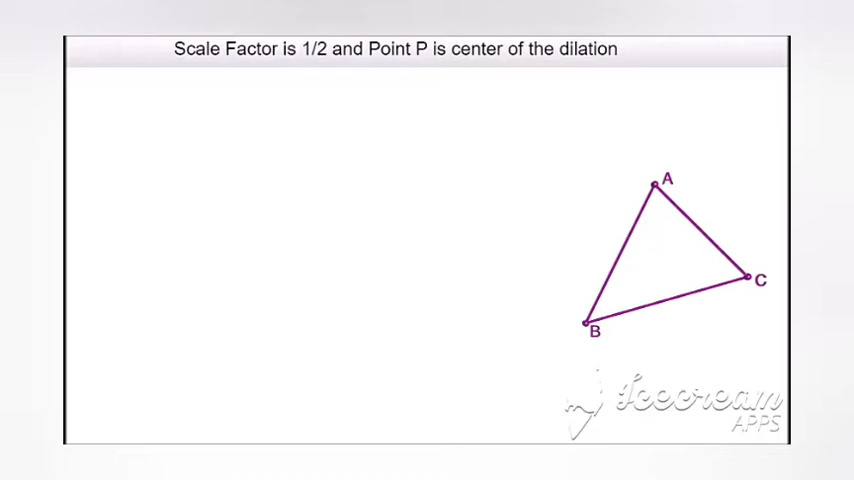 Scale Factor is 1/2 and Point P is center of the dilation
A
C
B
Icecream
APPS